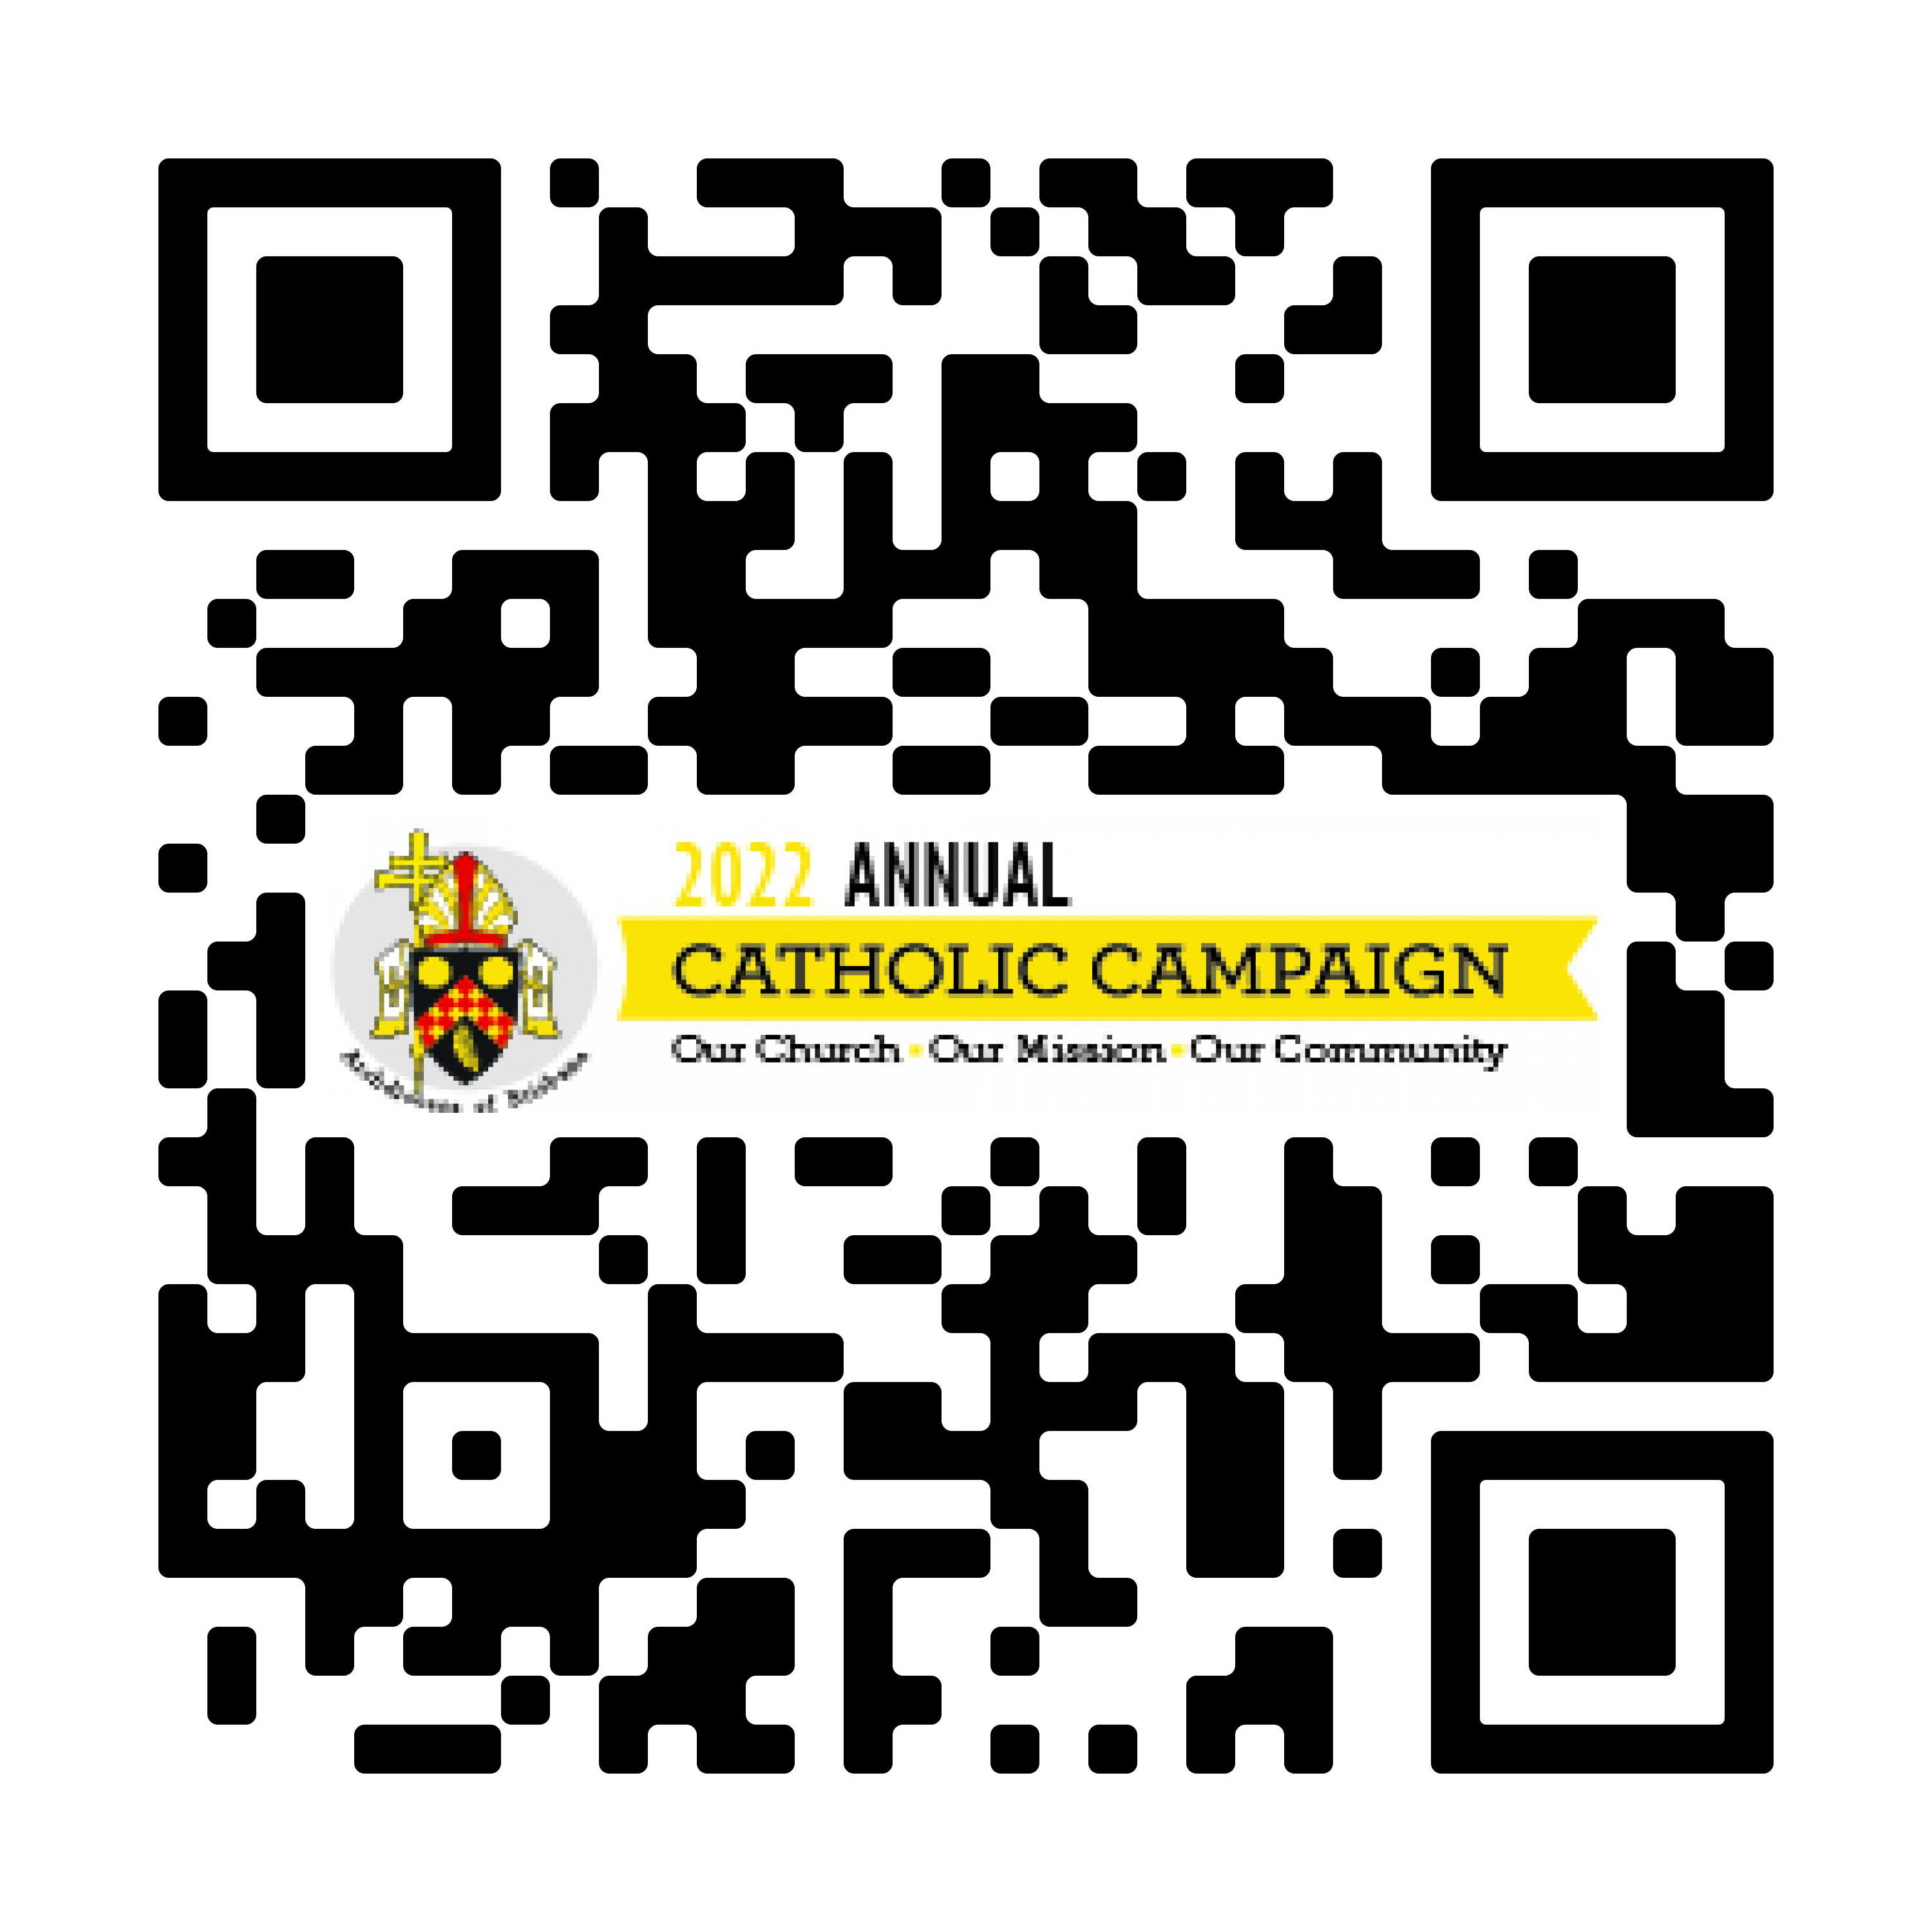 2022 ANNUAL
CATHOLIC CAMPAIGN
Our Church • Our Mission • Our Community